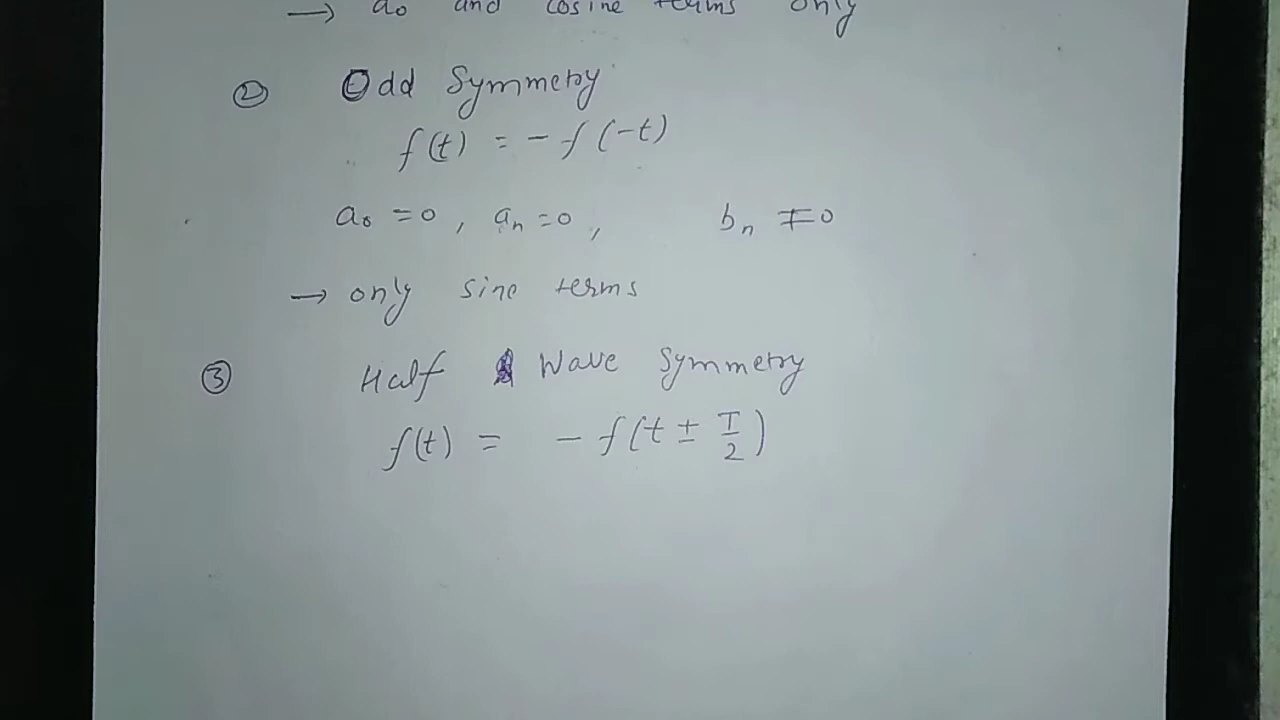 → a₀ and cosine terms only
② Odd Symmetry
f(t) = - f(-t)
a₀ = 0, aₙ = 0, bₙ ≠ 0
→ only sine terms
③ Half Wave Symmetry
f(t) = - f(t ± T/2)